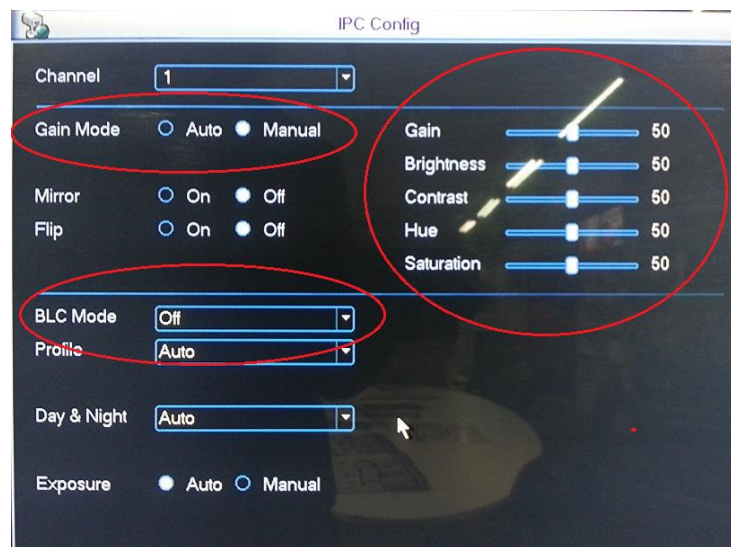 IPC Config
Channel 1
Gain Mode Auto Manual
Gain 50
Brightness 50
Mirror On Off
Contrast 50
Flip On Off
Hue 50
Saturation 50
BLC Mode Off
Profile Auto
Day & Night Auto
Exposure Auto Manual